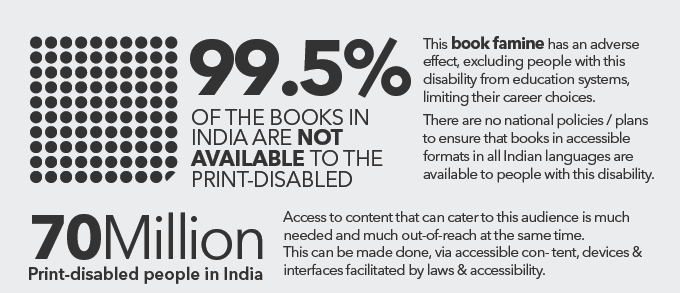 99.5%
OF THE BOOKS IN
INDIA ARE NOT
AVAILABLE TO THE
PRINT-DISABLED
This book famine has an adverse
effect, excluding people with this
disability from education systems,
limiting their career choices.
There are no national policies / plans
to ensure that books in accessible
formats in all Indian languages are
available to people with this disability.
70Million
Print-disabled people in India
Access to content that can cater to this audience is much
needed and much out-of-reach at the same time.
This can be made done, via accessible con- tent, devices &
interfaces facilitated by laws & accessibility.